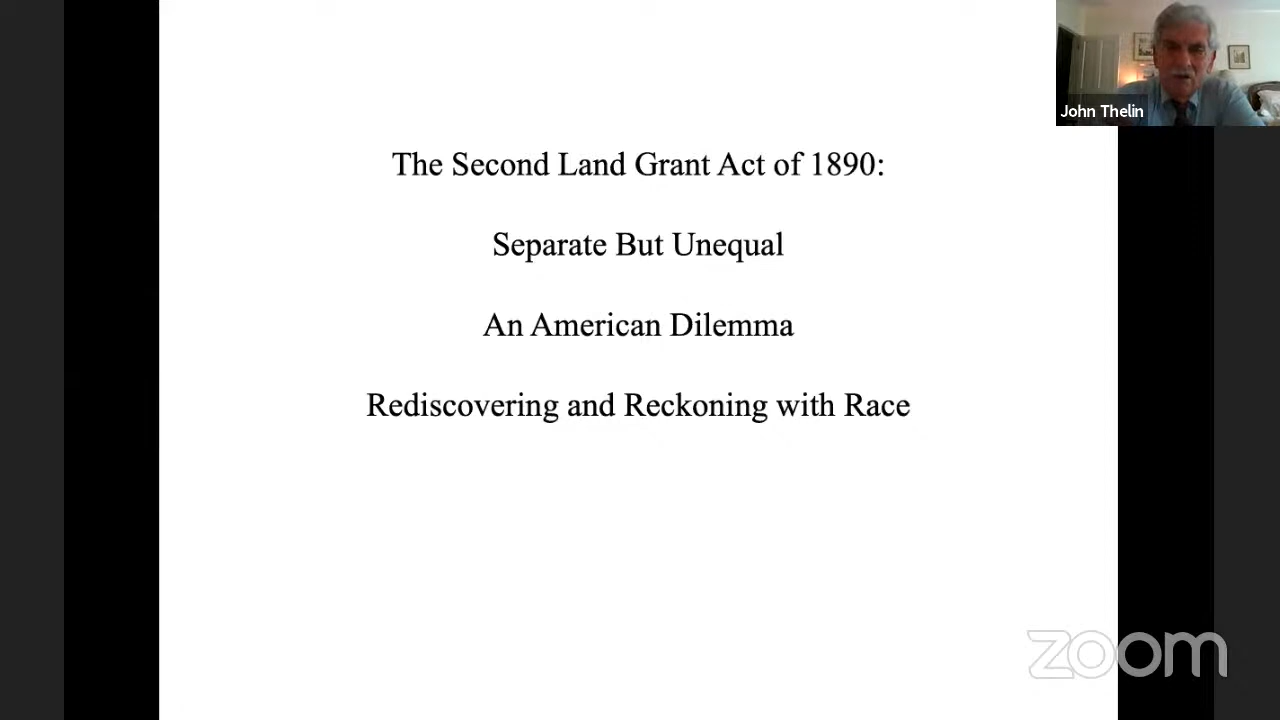 John Thelin
The Second Land Grant Act of 1890:
Separate But Unequal
An American Dilemma
Rediscovering and Reckoning with Race
zoom